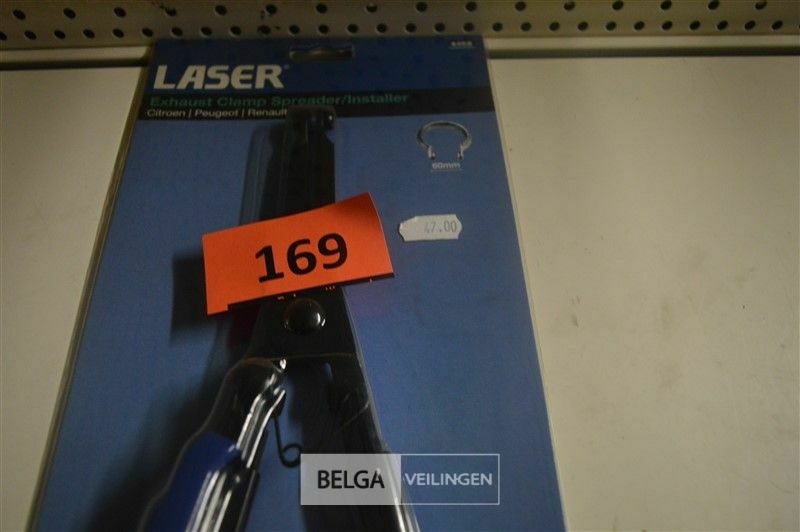 LASER®
Exhaust Clamp Spreader/Installer
Citroen | Peugeot | Renault
60mm
47.00
169
BELGA VEILINGEN